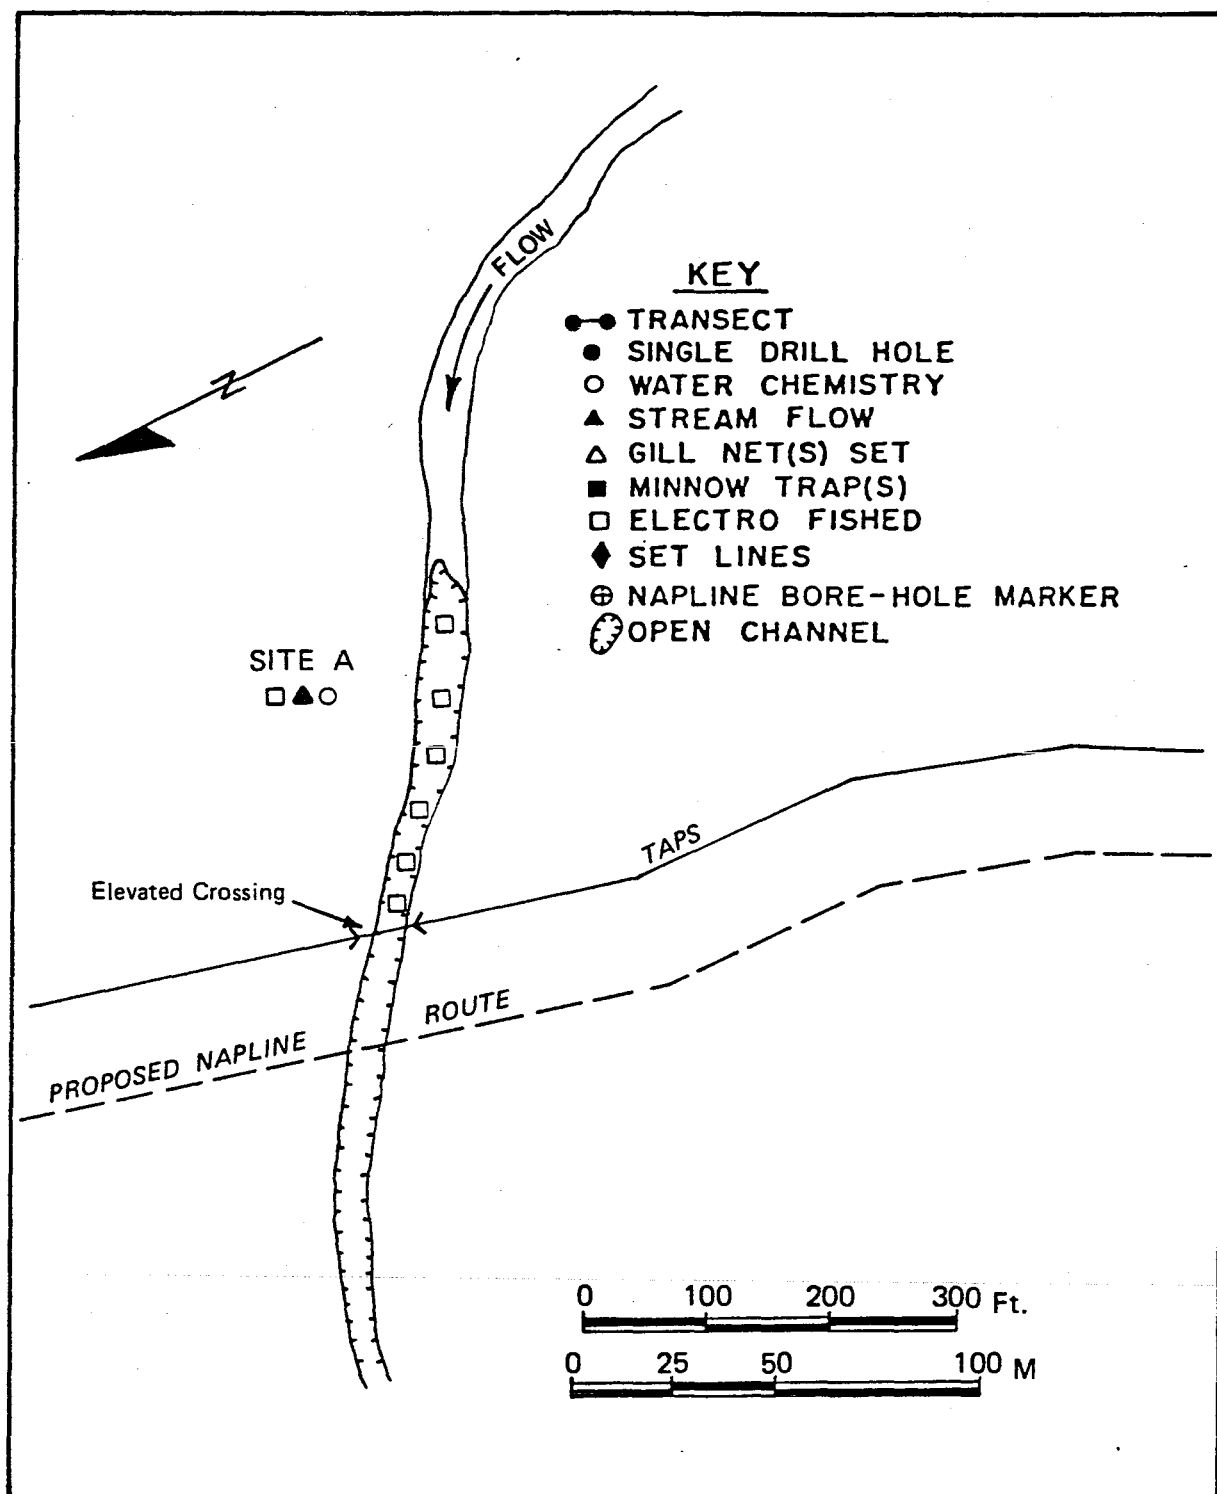 FLOW
KEY
TRANSECT
SINGLE DRILL HOLE
WATER CHEMISTRY
STREAM FLOW
GILL NET(S) SET
MINNOW TRAP(S)
ELECTRO FISHED
SET LINES
NAPLINE BORE-HOLE MARKER
OPEN CHANNEL
N
SITE A
TAPS
Elevated Crossing
PROPOSED NAPLINE ROUTE
0 100 200 300 Ft.
0 25 50 100 M